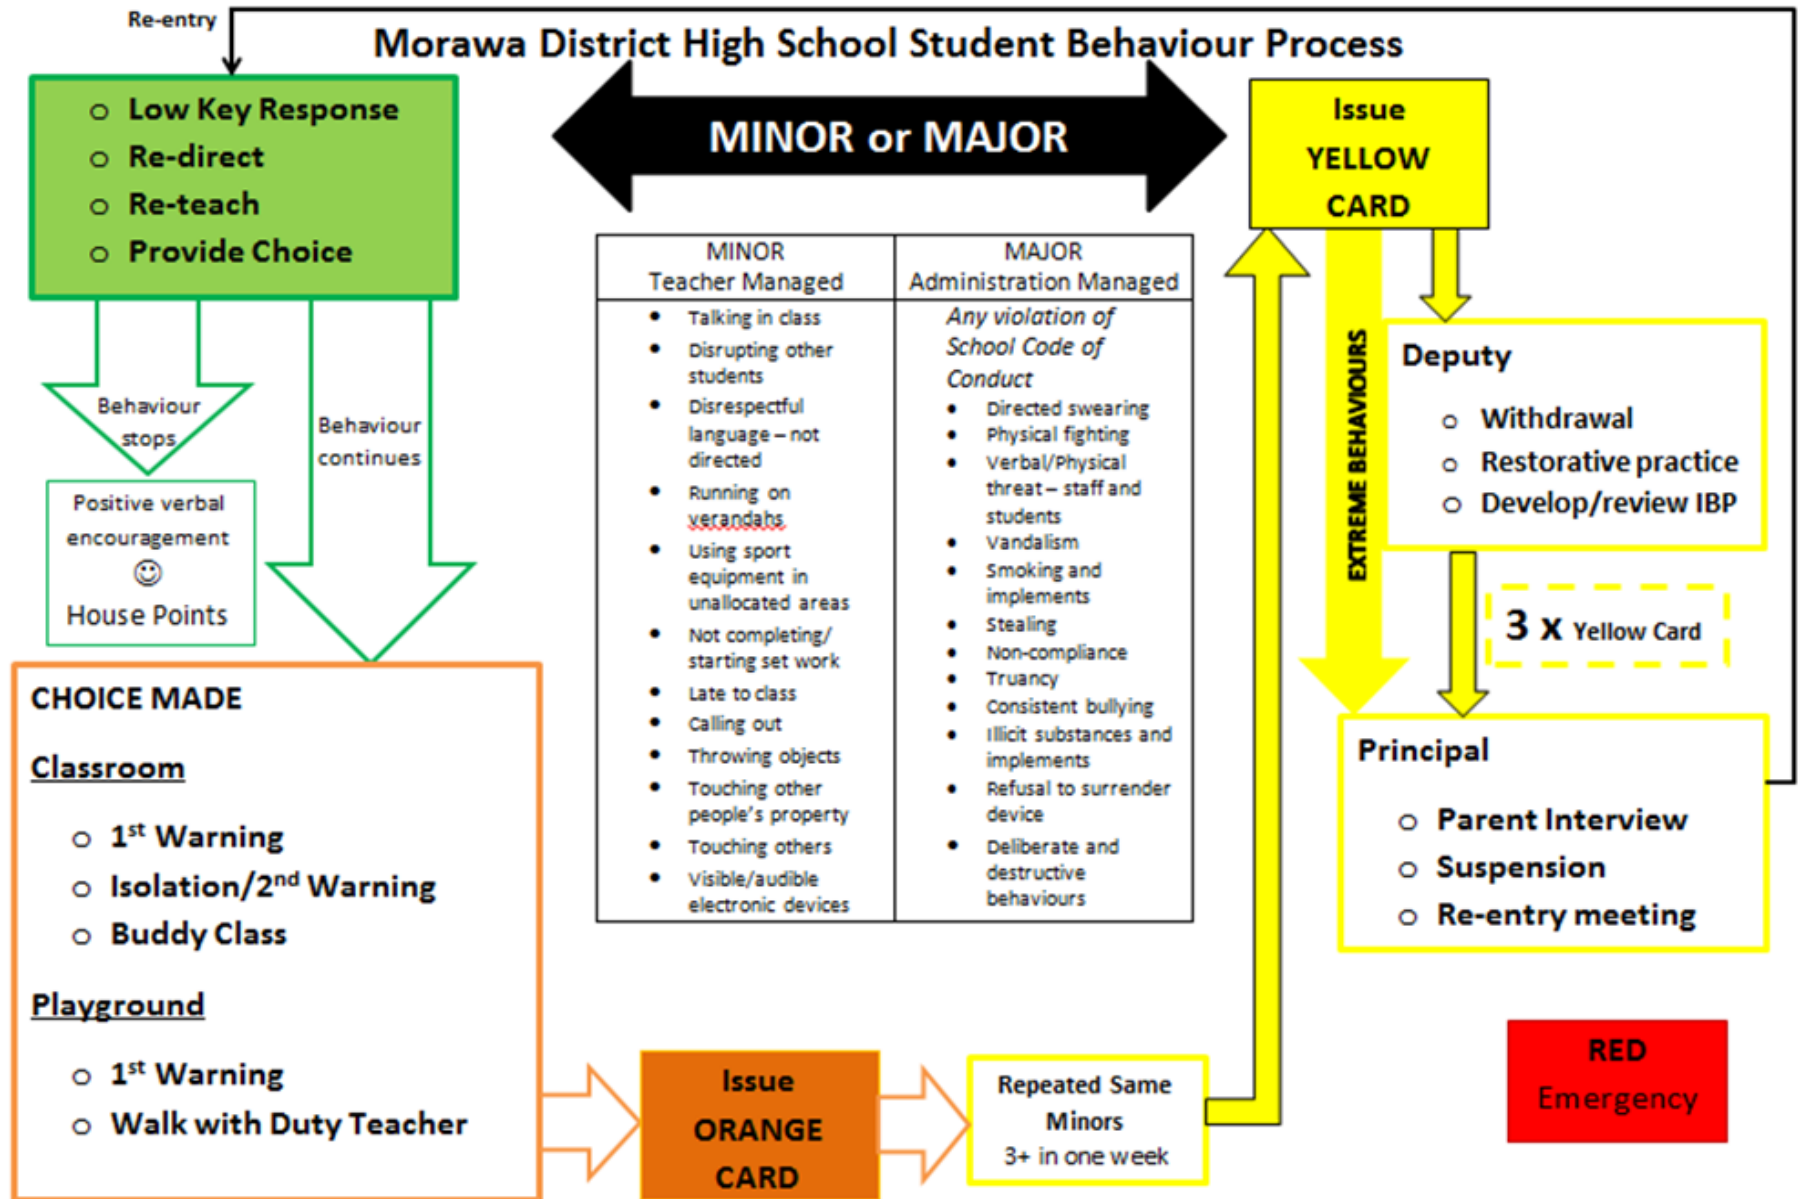 Re-entry
Morawa District High School Student Behaviour Process
o Low Key Response
o Re-direct
o Re-teach
o Provide Choice
MINOR or MAJOR
Issue
YELLOW
CARD
Behaviour
stops
Behaviour
continues
Positive verbal
encouragement
☺
House Points
MINOR
Teacher Managed
• Talking in class
• Disrupting other
students
• Disrespectful
language – not
directed
• Running on
verandahs
• Using sport
equipment in
unallocated areas
• Not completing/
starting set work
• Late to class
• Calling out
• Throwing objects
• Touching other
people's property
• Touching others
• Visible/audible
electronic devices
MAJOR
Administration Managed
Any violation of
School Code of
Conduct
• Directed swearing
• Physical fighting
• Verbal/Physical
threat – staff and
students
• Vandalism
• Smoking and
implements
• Stealing
• Non-compliance
• Truancy
• Consistent bullying
• Illicit substances and
implements
• Refusal to surrender
device
• Deliberate and
destructive
behaviours
EXTREME BEHAVIOURS
Deputy
o Withdrawal
o Restorative practice
o Develop/review IBP
3 x Yellow Card
Principal
o Parent Interview
o Suspension
o Re-entry meeting
CHOICE MADE
Classroom
o 1st Warning
o Isolation/2nd Warning
o Buddy Class
Playground
o 1st Warning
o Walk with Duty Teacher
Issue
ORANGE
CARD
Repeated Same
Minors
3+ in one week
RED
Emergency